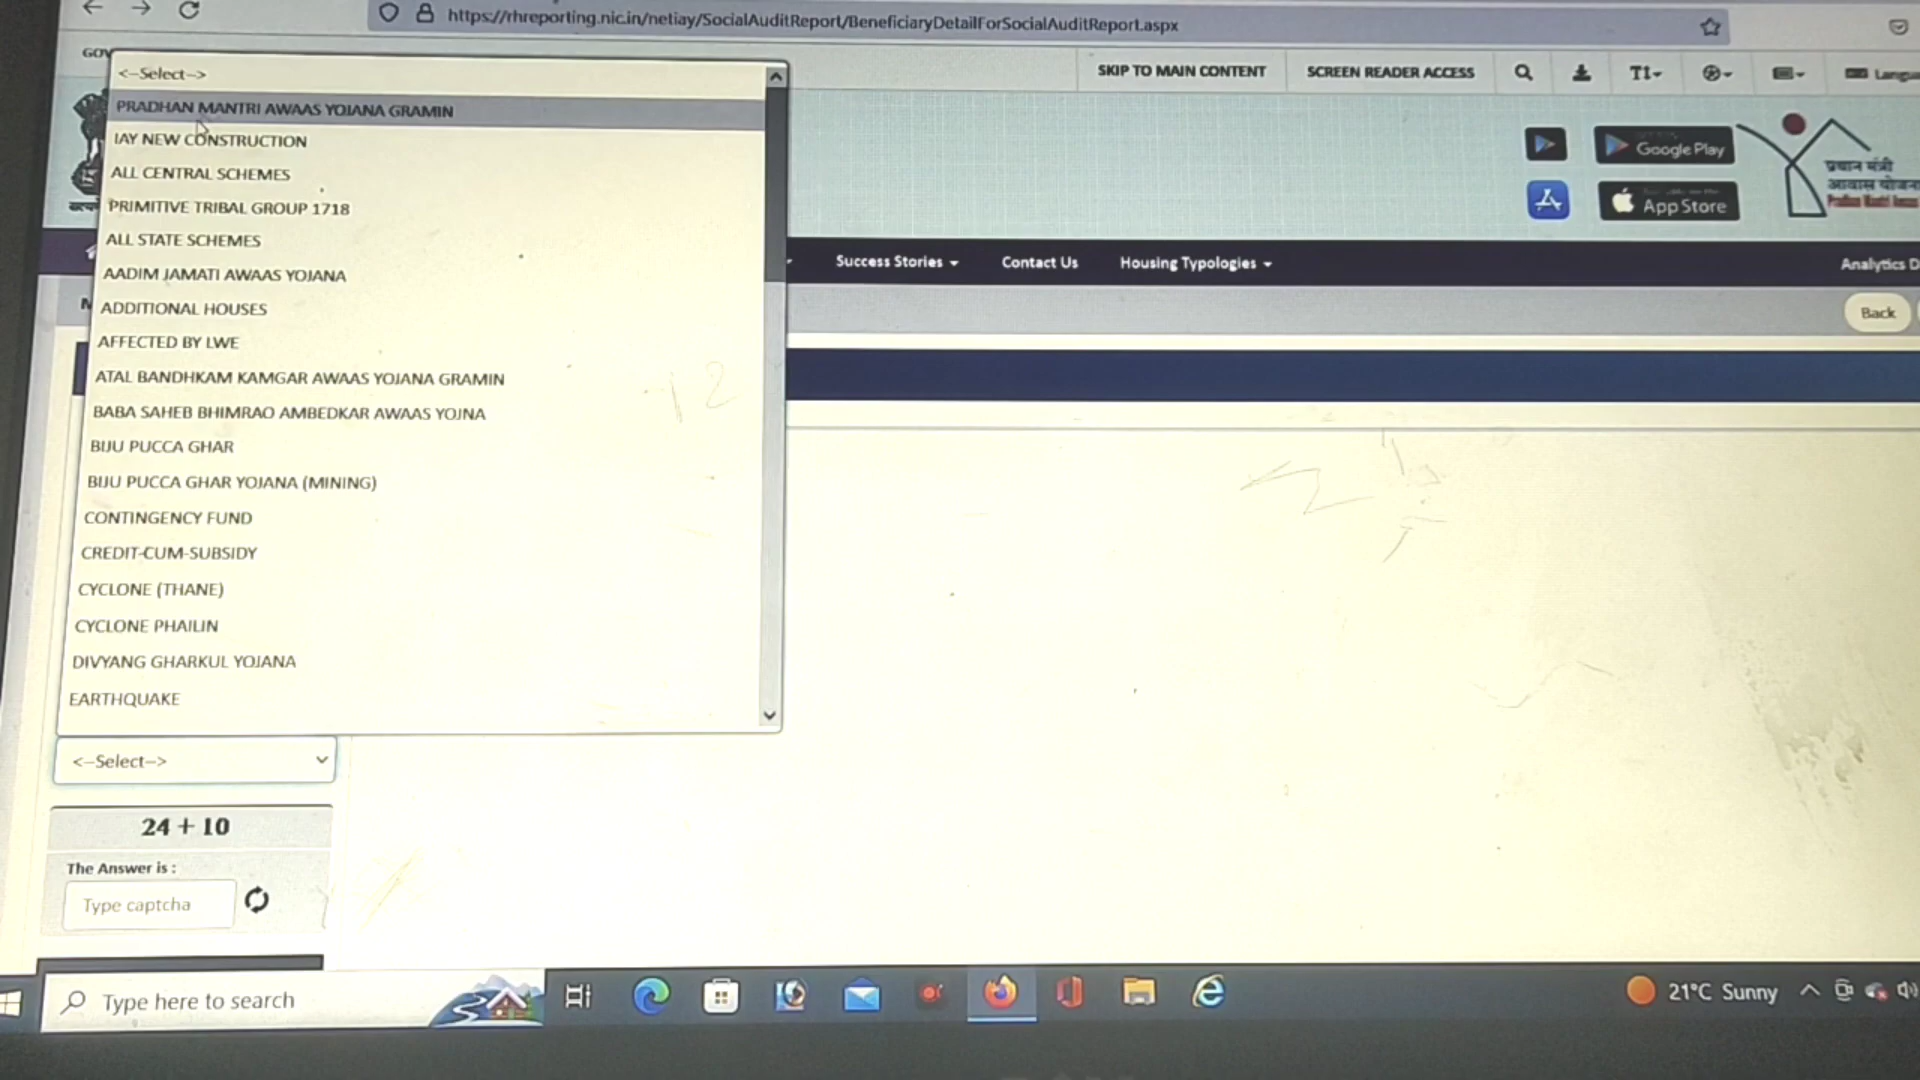 https://rhreporting.nic.in/netiay/SocialAuditReport/BeneficiaryDetailForSocialAuditReport.aspx
GOV
SKIP TO MAIN CONTENT
SCREEN READER ACCESS
<--Select-->
PRADHAN MANTRI AWAAS YOJANA GRAMIN
IAY NEW CONSTRUCTION
ALL CENTRAL SCHEMES
PRIMITIVE TRIBAL GROUP 1718
ALL STATE SCHEMES
AADIM JAMATI AWAAS YOJANA
ADDITIONAL HOUSES
AFFECTED BY LWE
ATAL BANDHKAM KAMGAR AWAAS YOJANA GRAMIN
BABA SAHEB BHIMRAO AMBEDKAR AWAAS YOJNA
BIJU PUCCA GHAR
BIJU PUCCA GHAR YOJANA (MINING)
CONTINGENCY FUND
CREDIT-CUM-SUBSIDY
CYCLONE (THANE)
CYCLONE PHAILIN
DIVYANG GHARKUL YOJANA
EARTHQUAKE
Google Play
App Store
प्रधान मंत्री
आवास योजना
Success Stories
Contact Us
Housing Typologies
Analytics D
Back
<--Select-->
24 + 10
The Answer is :
Type captcha
Type here to search
21°C Sunny